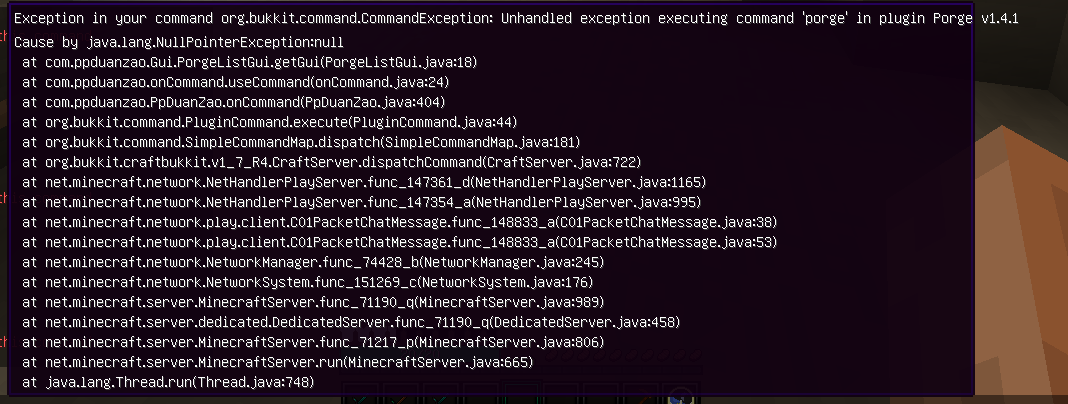 Exception in your command org.bukkit.command.CommandException: Unhandled exception executing command 'porge' in plugin Porge v1.4.1
Cause by java.lang.NullPointerException:null
at com.ppduanzao.Gui.PorgeListGui.getGui(PorgeListGui.java:18)
at com.ppduanzao.onCommand.useCommand(onCommand.java:24)
at com.ppduanzao.PpDuanZao.onCommand(PpDuanZao.java:404)
at org.bukkit.command.PluginCommand.execute(PluginCommand.java:44)
at org.bukkit.command.SimpleCommandMap.dispatch(SimpleCommandMap.java:181)
at org.bukkit.craftbukkit.v1_7_R4.CraftServer.dispatchCommand(CraftServer.java:722)
at net.minecraft.network.NetHandlerPlayServer.func_147361_d(NetHandlerPlayServer.java:1165)
at net.minecraft.network.NetHandlerPlayServer.func_147354_a(NetHandlerPlayServer.java:995)
at net.minecraft.network.play.client.C01PacketChatMessage.func_148833_a(C01PacketChatMessage.java:38)
at net.minecraft.network.play.client.C01PacketChatMessage.func_148833_a(C01PacketChatMessage.java:53)
at net.minecraft.network.NetworkManager.func_74428_b(NetworkManager.java:245)
at net.minecraft.network.NetworkSystem.func_151269_c(NetworkSystem.java:176)
at net.minecraft.server.MinecraftServer.func_71190_q(MinecraftServer.java:989)
at net.minecraft.server.dedicated.DedicatedServer.func_71190_q(DedicatedServer.java:458)
at net.minecraft.server.MinecraftServer.func_71217_p(MinecraftServer.java:806)
at net.minecraft.server.MinecraftServer.run(MinecraftServer.java:665)
at java.lang.Thread.run(Thread.java:748)